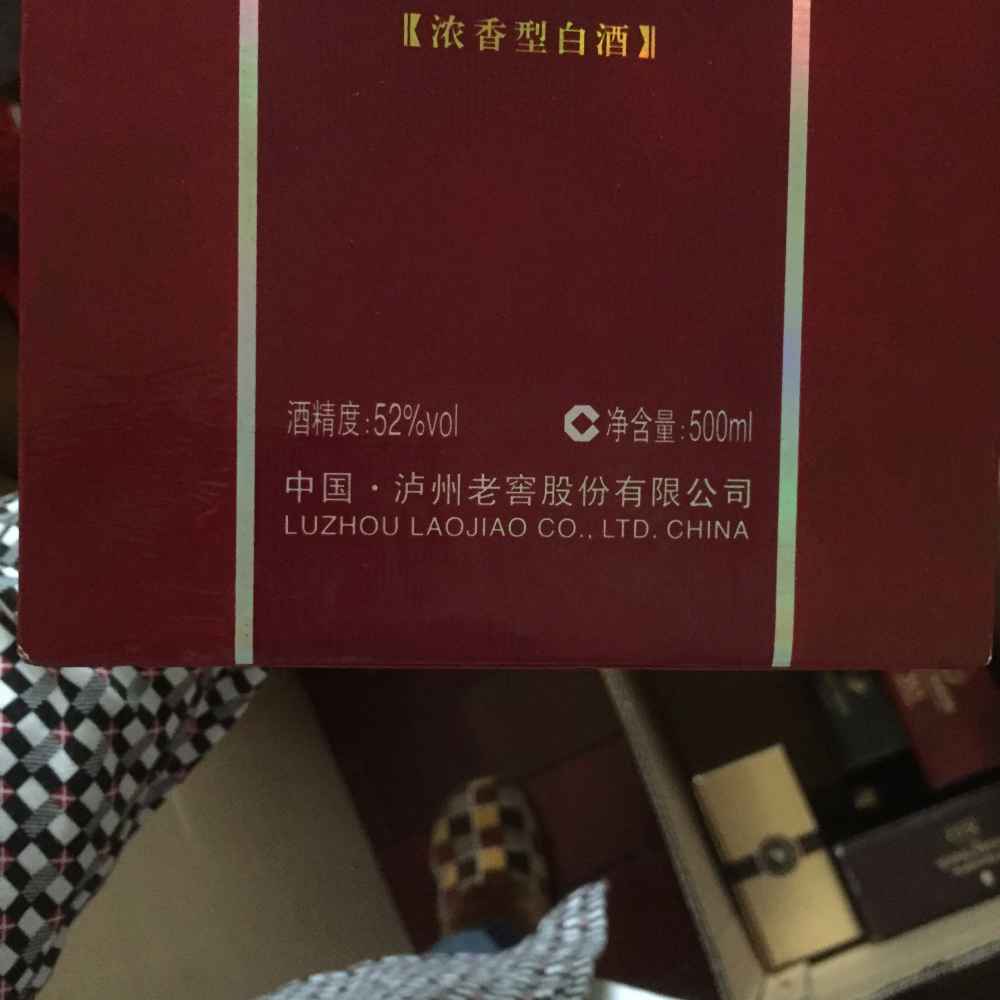 【浓香型白酒】
酒精度:52%vol
净含量:500ml
中国·泸州老窖股份有限公司
LUZHOU LAOJIAO CO., LTD. CHINA